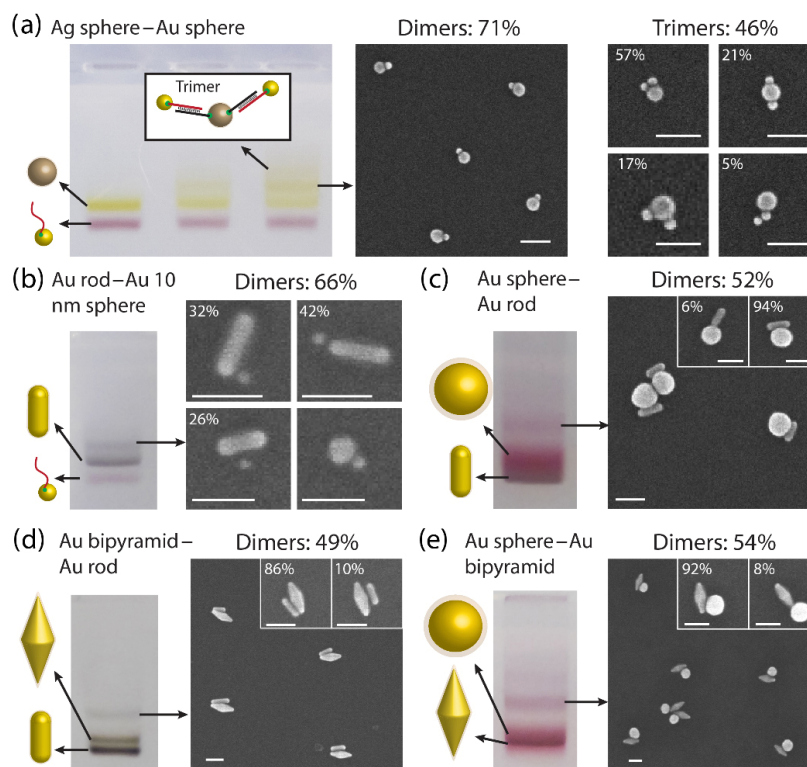 (a) Ag sphere–Au sphere
Dimers: 71%
Trimers: 46%
Trimer
57%
21%
17%
5%
(b) Au rod–Au 10
nm sphere
Dimers: 66%
32%
42%
26%
(c) Au sphere–
Au rod
Dimers: 52%
6%
94%
(d) Au bipyramid–
Au rod
Dimers: 49%
86%
10%
(e) Au sphere–Au
bipyramid
Dimers: 54%
92%
8%